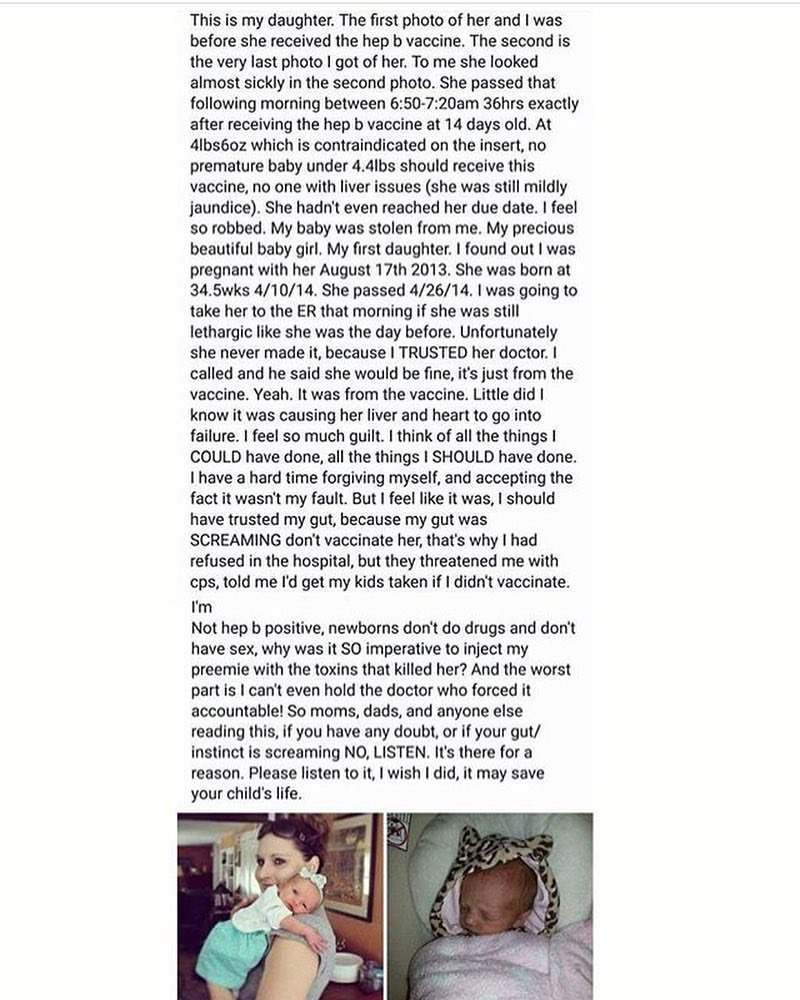 This is my daughter. The first photo of her and I was
before she received the hep b vaccine. The second is
the very last photo I got of her. To me she looked
almost sickly in the second photo. She passed that
following morning between 6:50-7:20am 36hrs exactly
after receiving the hep b vaccine at 14 days old. At
4lbs6oz which is contraindicated on the insert, no
premature baby under 4.4lbs should receive this
vaccine, no one with liver issues (she was still mildly
jaundice). She hadn't even reached her due date. I feel
so robbed. My baby was stolen from me. My precious
beautiful baby girl. My first daughter. I found out I was
pregnant with her August 17th 2013. She was born at
34.5wks 4/10/14. She passed 4/26/14. I was going to
take her to the ER that morning if she was still
lethargic like she was the day before. Unfortunately
she never made it, because I TRUSTED her doctor. I
called and he said she would be fine, it's just from the
vaccine. Yeah. It was from the vaccine. Little did I
know it was causing her liver and heart to go into
failure. I feel so much guilt. I think of all the things I
COULD have done, all the things I SHOULD have done.
I have a hard time forgiving myself, and accepting the
fact it wasn't my fault. But I feel like it was, I should
have trusted my gut, because my gut was
SCREAMING don't vaccinate her, that's why I had
refused in the hospital, but they threatened me with
cps, told me I'd get my kids taken if I didn't vaccinate.
I'm
Not hep b positive, newborns don't do drugs and don't
have sex, why was it SO imperative to inject my
preemie with the toxins that killed her? And the worst
part is I can't even hold the doctor who forced it
accountable! So moms, dads, and anyone else
reading this, if you have any doubt, or if your gut/
instinct is screaming NO, LISTEN. It's there for a
reason. Please listen to it, I wish I did, it may save
your child's life.